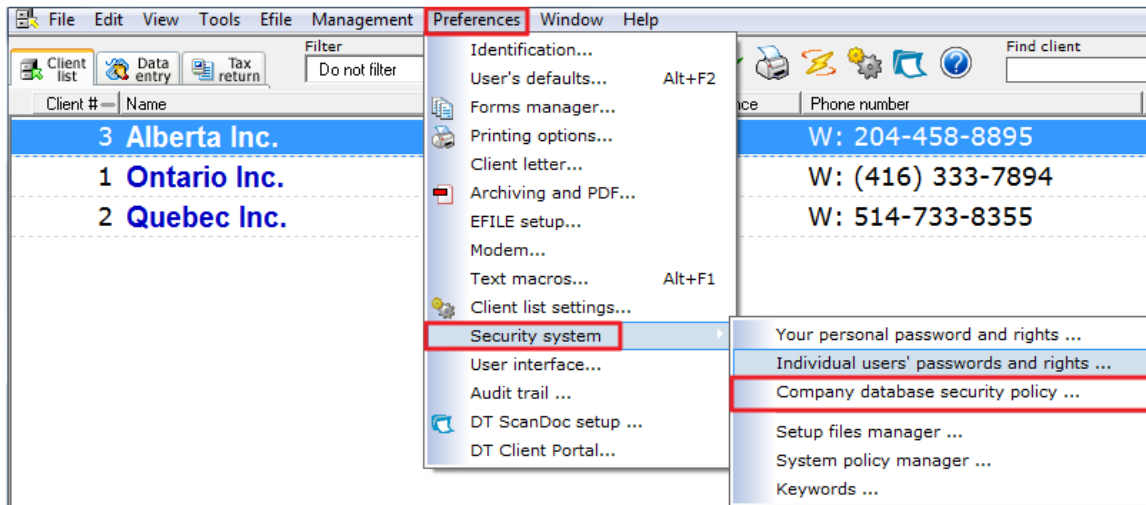 File Edit View Tools Efile Management Preferences Window Help
Client list
Data entry
Tax return
Filter
Do not filter
Find client
Client # Name
Phone number
3 Alberta Inc. W: 204-458-8895
1 Ontario Inc. W: (416) 333-7894
2 Quebec Inc. W: 514-733-8355
Identification...
User's defaults... Alt+F2
Forms manager...
Printing options...
Client letter...
Archiving and PDF...
EFILE setup...
Modem...
Text macros... Alt+F1
Client list settings...
Security system
User interface...
Audit trail ...
DT ScanDoc setup ...
DT Client Portal...
Your personal password and rights ...
Individual users' passwords and rights ...
Company database security policy ...
Setup files manager ...
System policy manager ...
Keywords ...